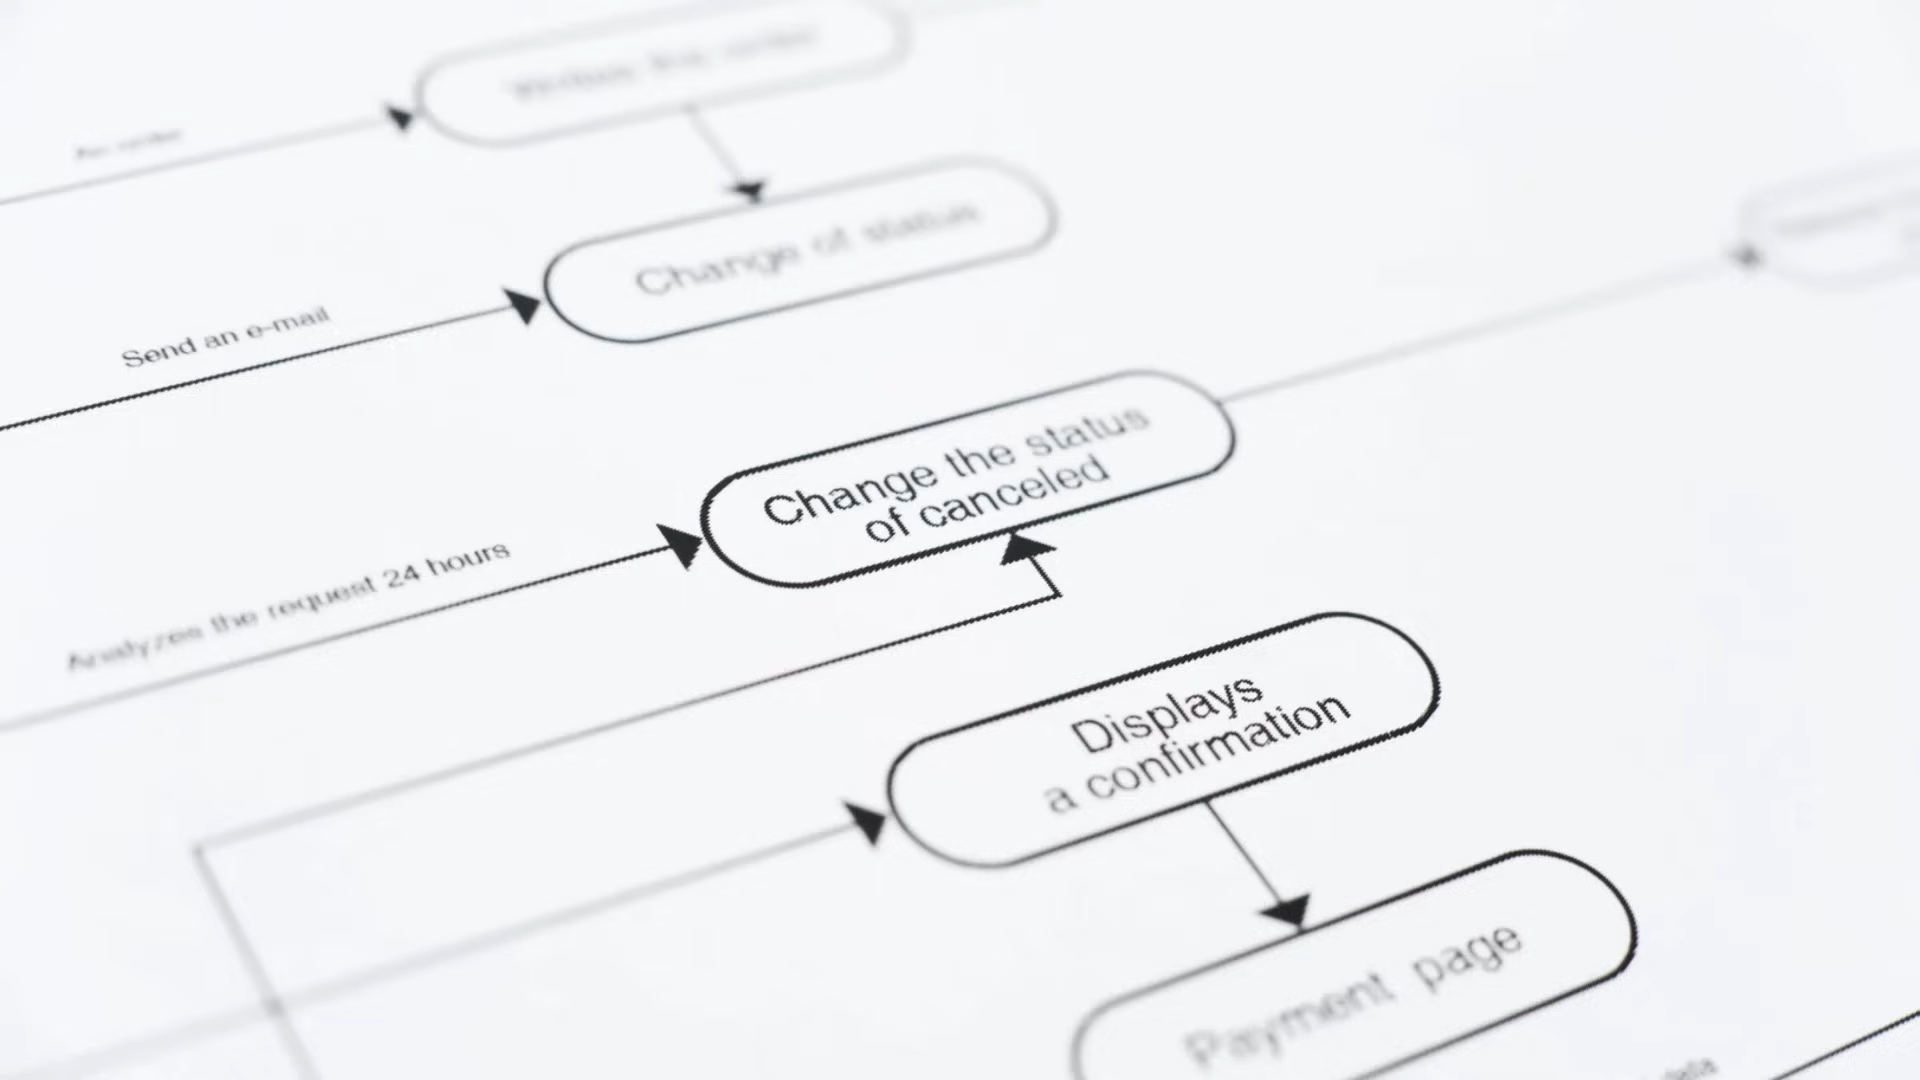 Send an e-mail
Change of status
Change the status
of canceled
Analyzes the request 24 hours
Displays
a confirmation
Payment page
data